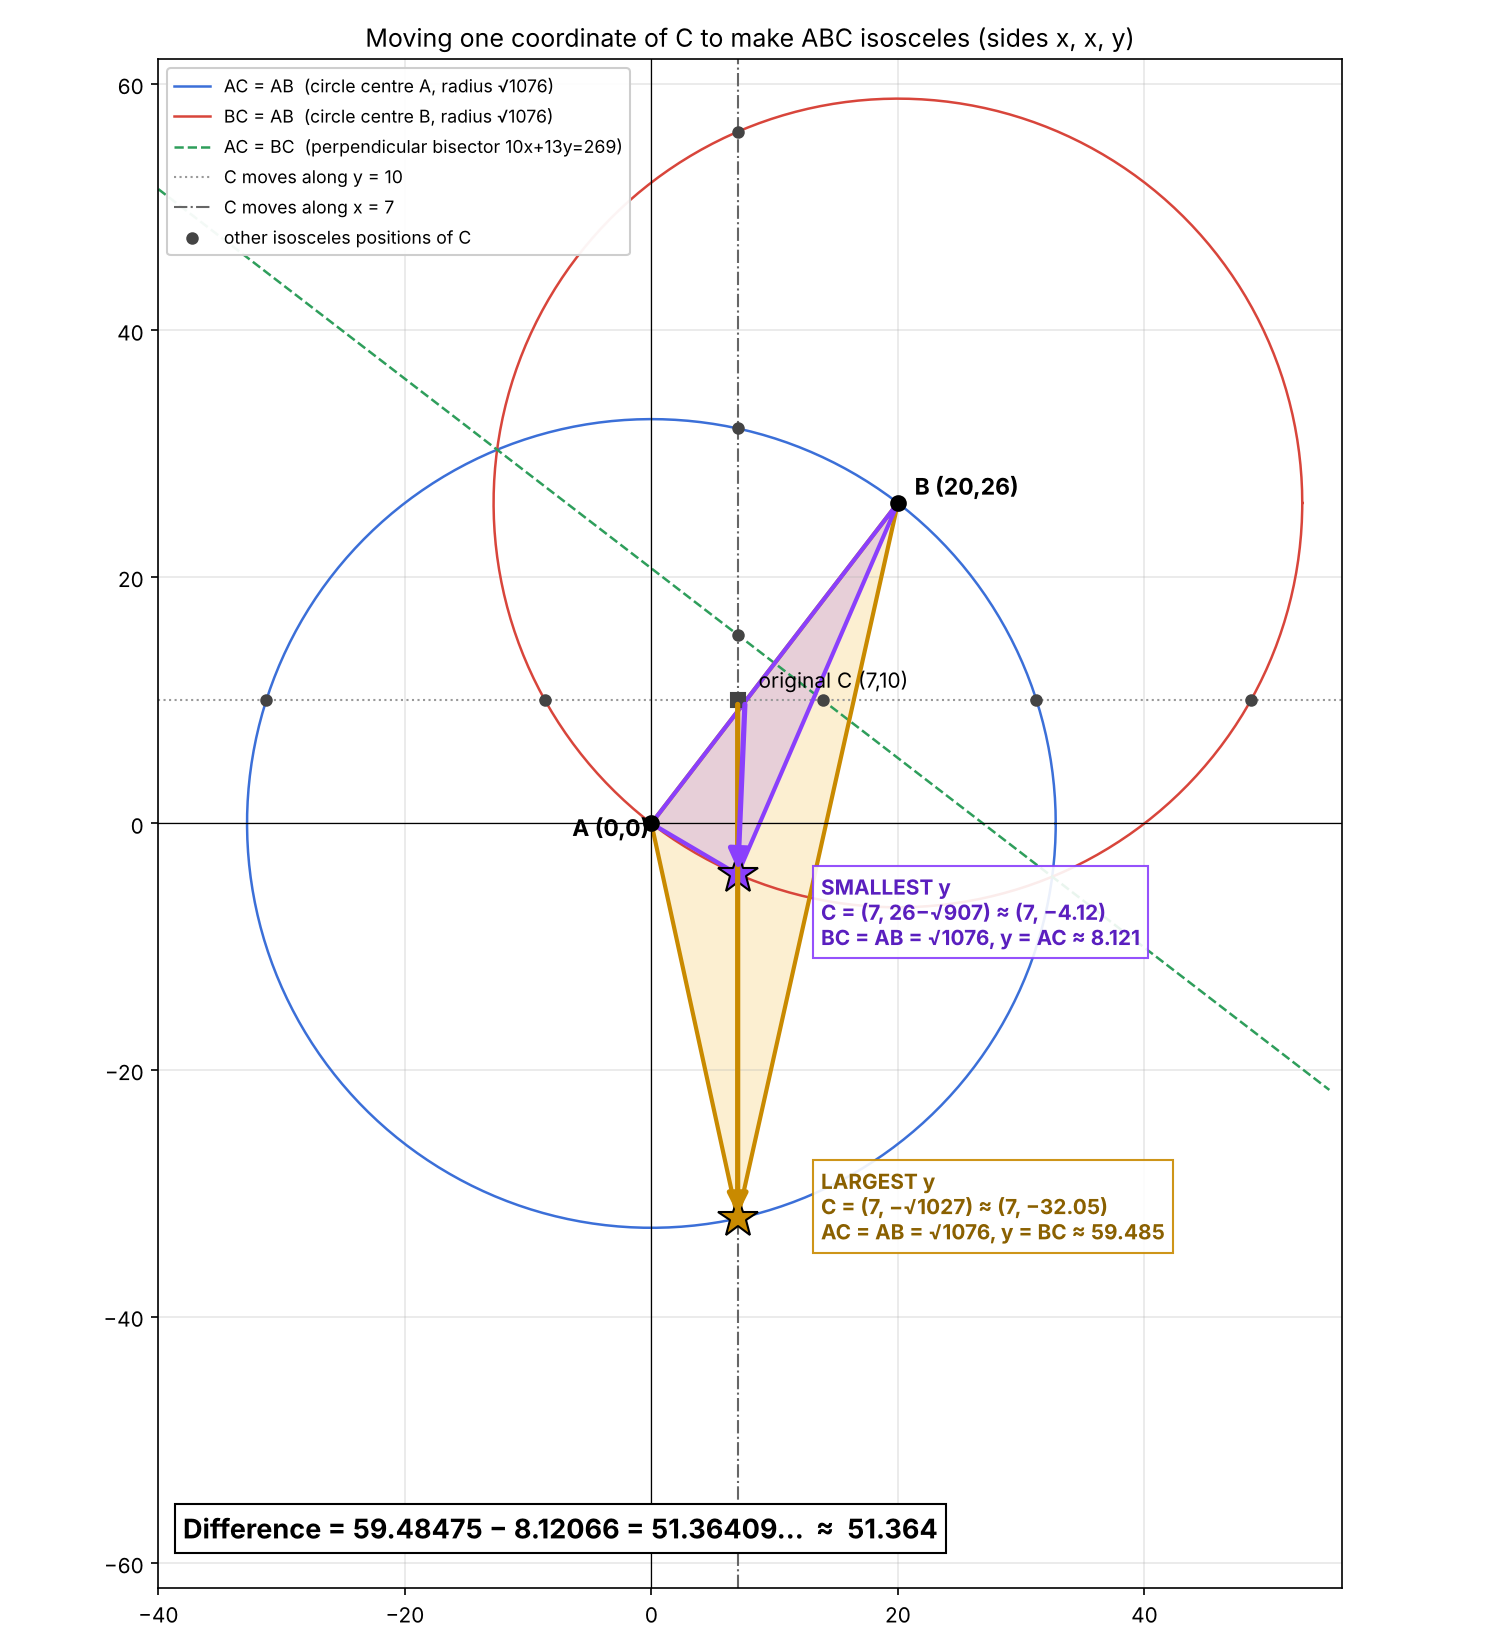 Moving one coordinate of C to make ABC isosceles (sides x, x, y)
AC = AB  (circle centre A, radius √1076)
BC = AB  (circle centre B, radius √1076)
AC = BC  (perpendicular bisector 10x+13y=269)
C moves along y = 10
C moves along x = 7
other isosceles positions of C
60
40
20
0
−20
−40
−60
B (20,26)
original C (7,10)
A (0,0)
SMALLEST y
C = (7, 26−√907) ≈ (7, −4.12)
BC = AB = √1076, y = AC ≈ 8.121
LARGEST y
C = (7, −√1027) ≈ (7, −32.05)
AC = AB = √1076, y = BC ≈ 59.485
Difference = 59.48475 − 8.12066 = 51.36409... ≈ 51.364
−40 −20 0 20 40